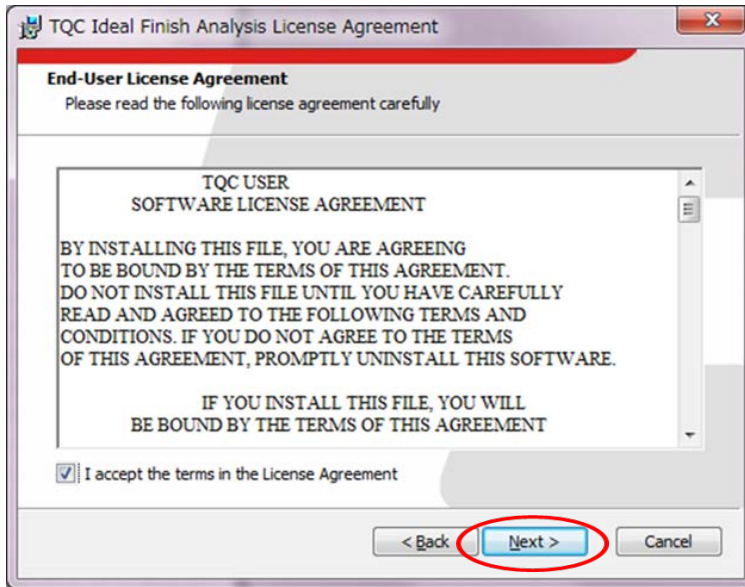 TQC Ideal Finish Analysis License Agreement
End-User License Agreement
Please read the following license agreement carefully
TQC USER
SOFTWARE LICENSE AGREEMENT
BY INSTALLING THIS FILE, YOU ARE AGREEING
TO BE BOUND BY THE TERMS OF THIS AGREEMENT.
DO NOT INSTALL THIS FILE UNTIL YOU HAVE CAREFULLY
READ AND AGREED TO THE FOLLOWING TERMS AND
CONDITIONS. IF YOU DO NOT AGREE TO THE TERMS
OF THIS AGREEMENT, PROMPTLY UNINSTALL THIS SOFTWARE.
IF YOU INSTALL THIS FILE, YOU WILL
BE BOUND BY THE TERMS OF THIS AGREEMENT
I accept the terms in the License Agreement
< Back Next > Cancel